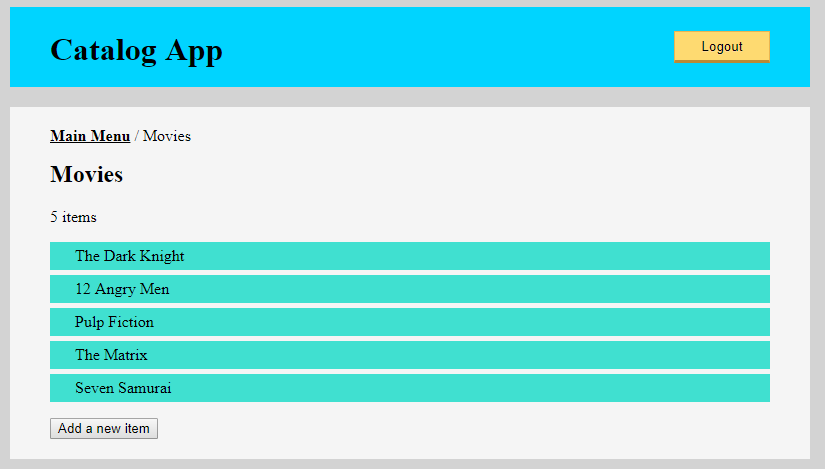 Catalog App
Logout
Main Menu / Movies
Movies
5 items
The Dark Knight
12 Angry Men
Pulp Fiction
The Matrix
Seven Samurai
Add a new item